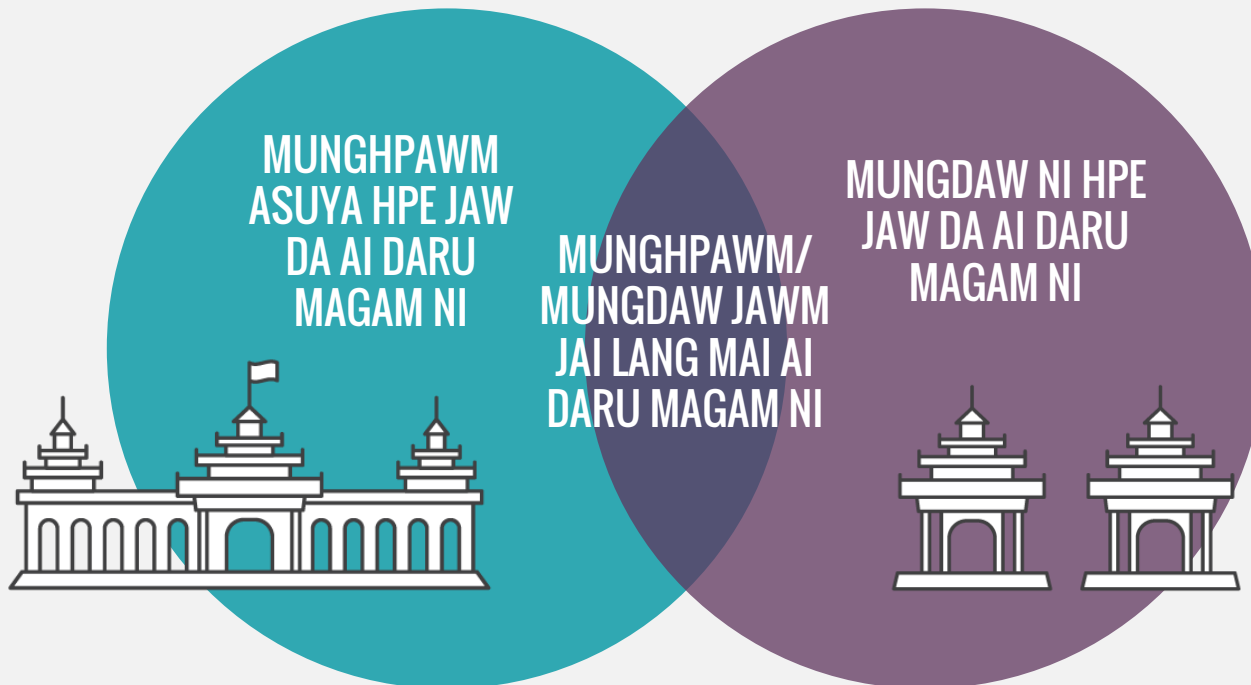 MUNGHPAWM
ASUYA HPE JAW
DA AI DARU
MAGAM NI
MUNGHPAWM/
MUNGDAW JAWM
JAI LANG MAI AI
DARU MAGAM NI
MUNGDAW NI HPE
JAW DA AI DARU
MAGAM NI